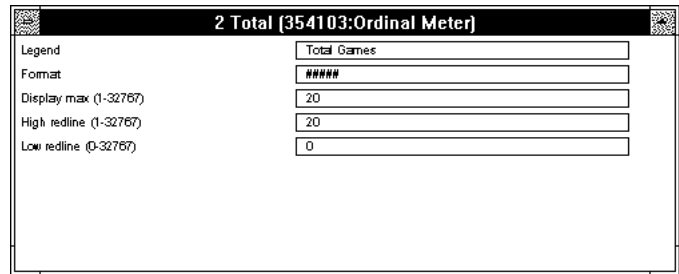 2 Total (354103:Ordinal Meter)
Legend Total Games
Format #####
Display max (1-32767) 20
High redline (1-32767) 20
Low redline (0-32767) 0